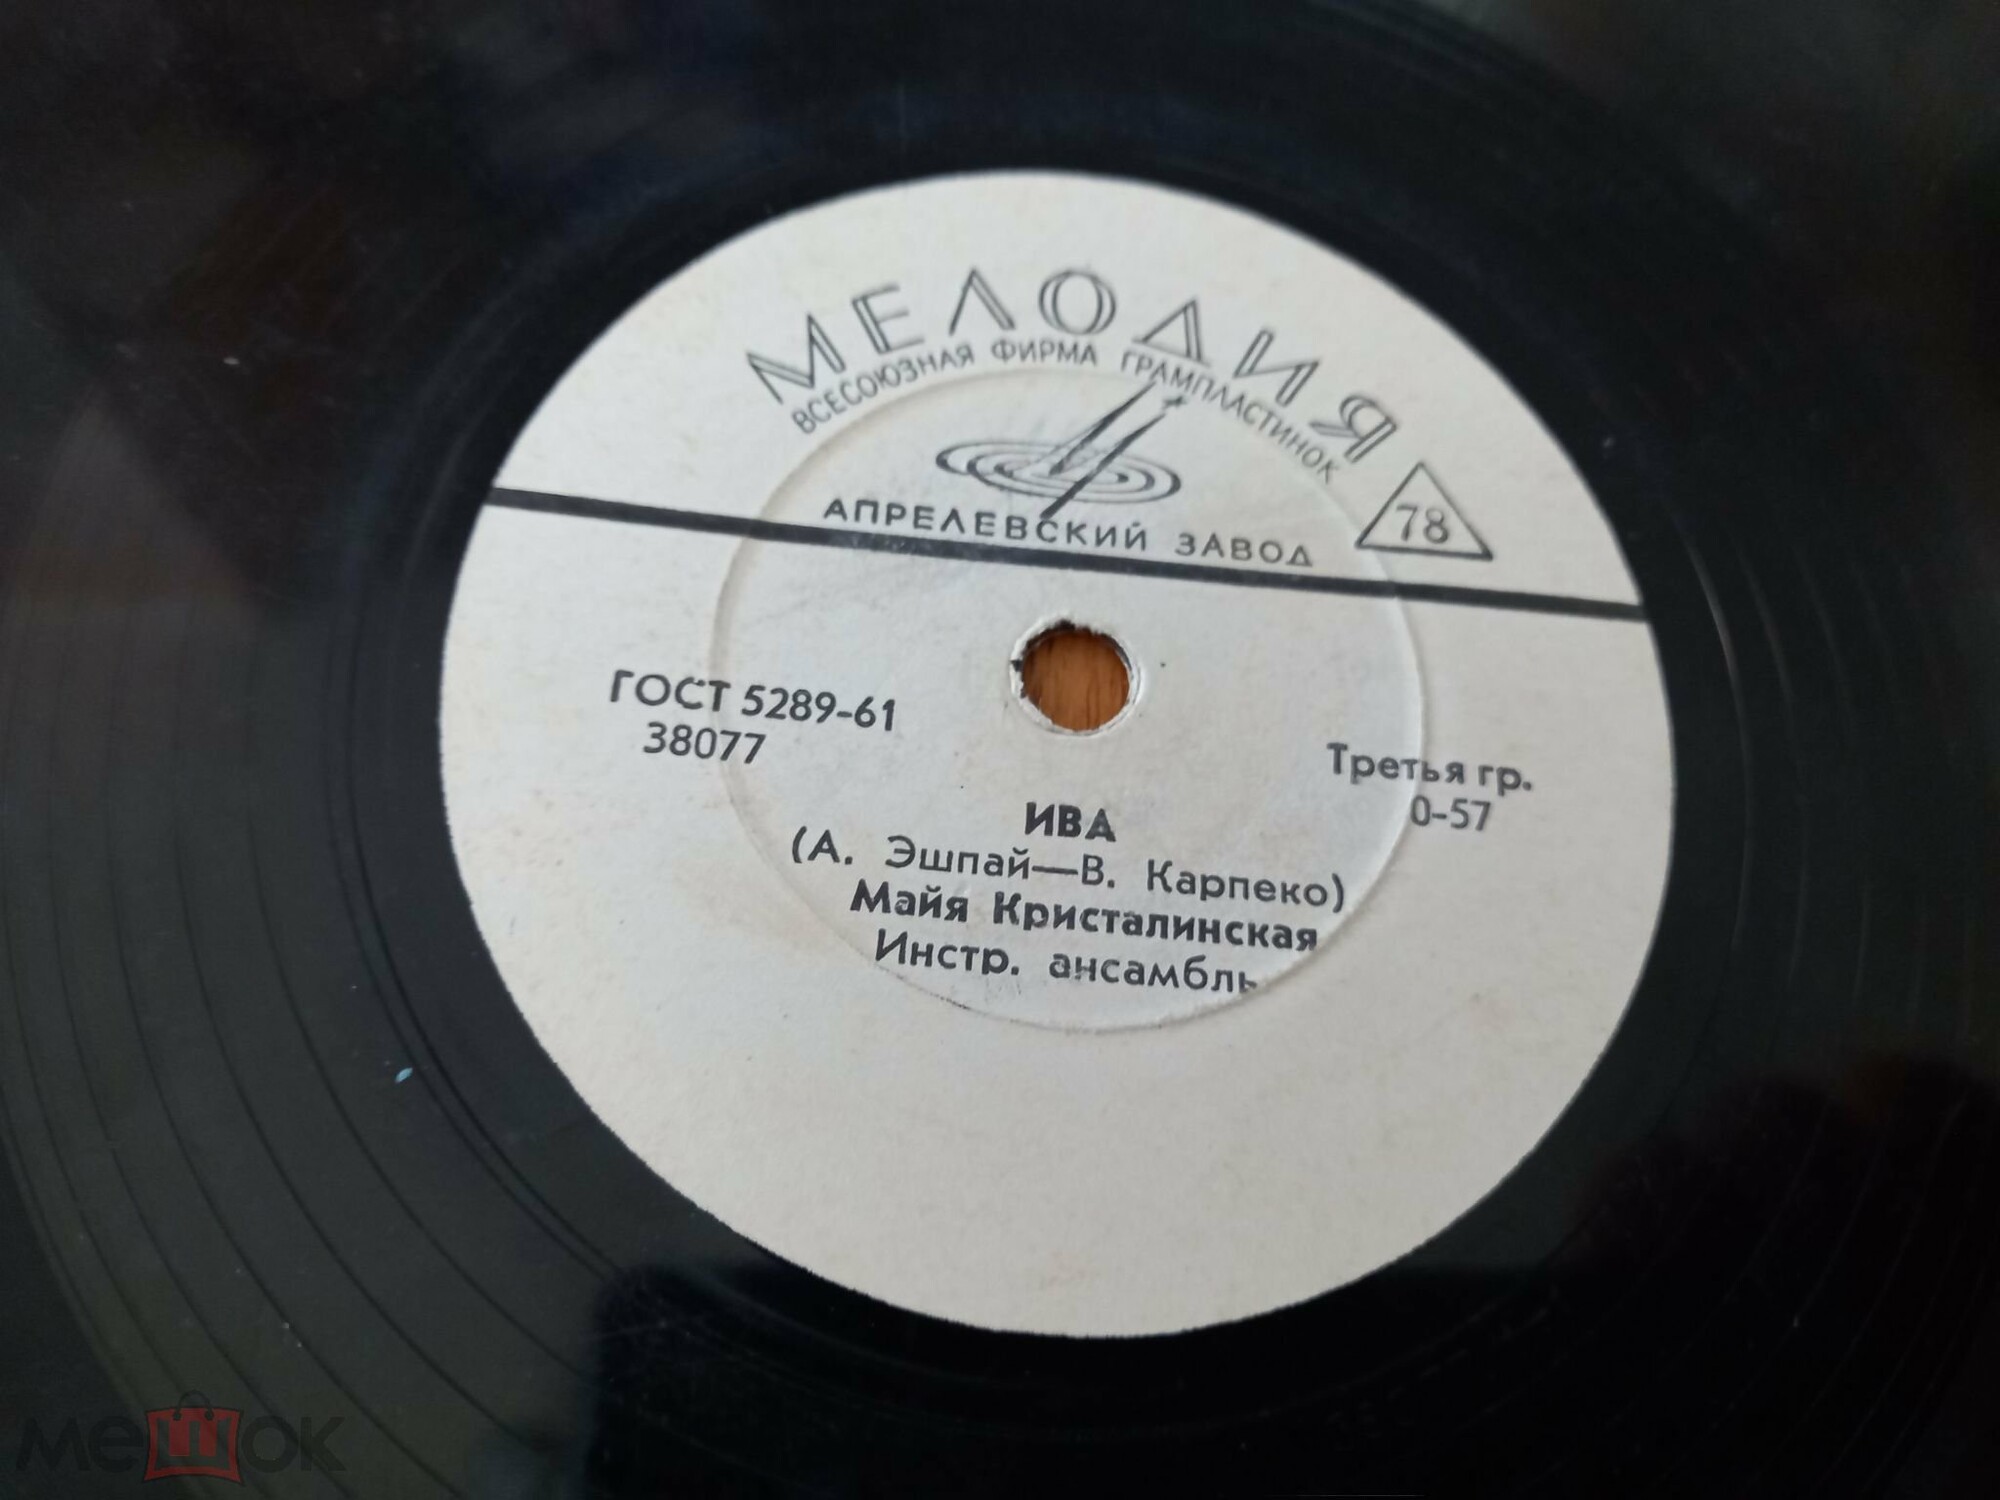 МЕЛОДИЯ
ВСЕСОЮЗНАЯ ФИРМА ГРАМПЛАСТИНОК
АПРЕЛЕВСКИЙ ЗАВОД
78
ГОСТ 5289-61
38077
Третья гр.
0-57
ИВА
(А. Эшпай—В. Карпеко)
Майя Кристалинская
Инстр. ансамбль
мешок